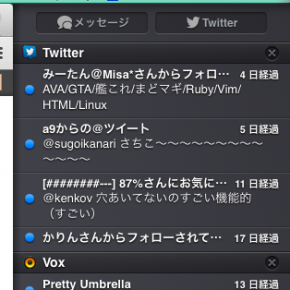 メッセージ
Twitter
Twitter
みーたん@Misa*さんからフォロ… 4 日経過
AVA/GTA/艦これ/まどマギ/Ruby/Vim/
HTML/Linux
a9からの@ツイート 5 日経過
@sugoikanari さちこ〜〜〜〜〜〜〜〜〜
〜〜〜〜
[########---] 87%さんにお気に… 11 日経過
@kenkov 穴あいてないのすごい機能的
（すごい）
かりんさんからフォローされて… 17 日経過
Vox
Pretty Umbrella 13 日経過